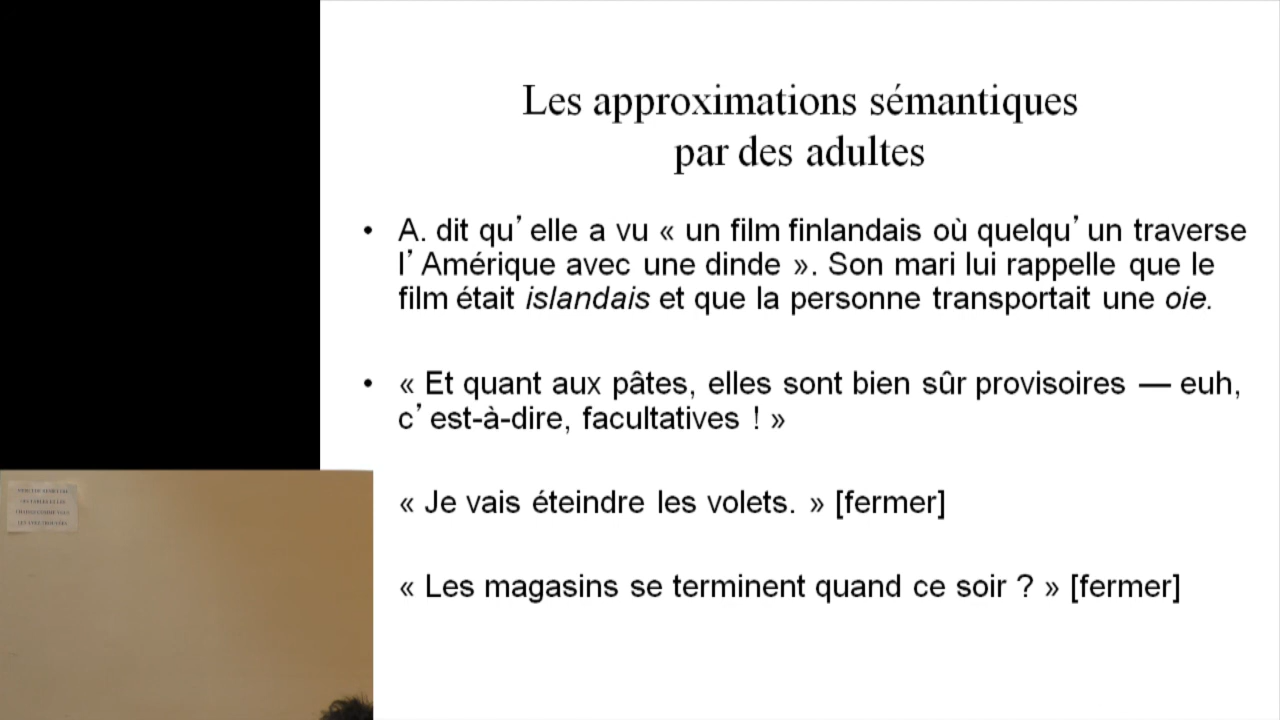 Les approximations sémantiques
par des adultes
• A. dit qu’elle a vu « un film finlandais où quelqu’un traverse
l’Amérique avec une dinde ». Son mari lui rappelle que le
film était islandais et que la personne transportait une oie.
• « Et quant aux pâtes, elles sont bien sûr provisoires — euh,
c’est-à-dire, facultatives ! »
« Je vais éteindre les volets. » [fermer]
« Les magasins se terminent quand ce soir ? » [fermer]